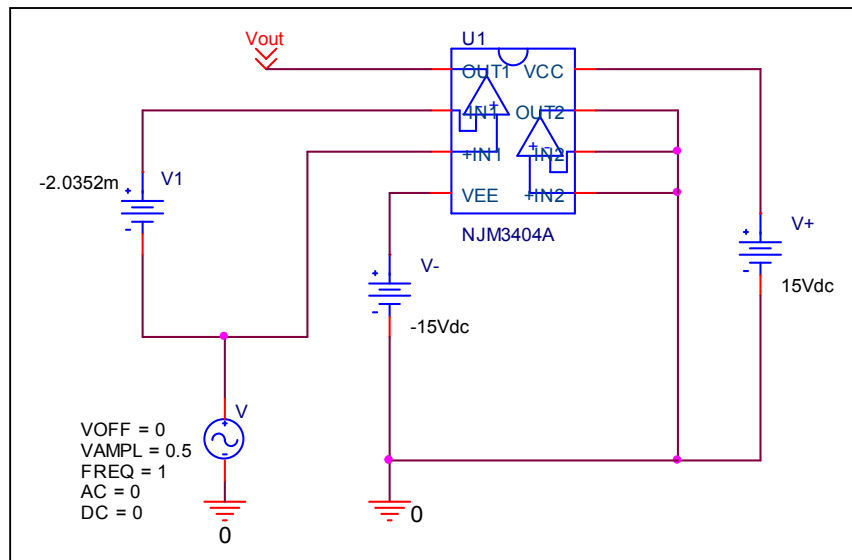 U1
Vout
OUT1 VCC
-IN1 OUT2
+IN1 -IN2
VEE +IN2
NJM3404A
-2.0352m
V1
V-
-15Vdc
V+
15Vdc
V
VOFF = 0
VAMPL = 0.5
FREQ = 1
AC = 0
DC = 0
0
0